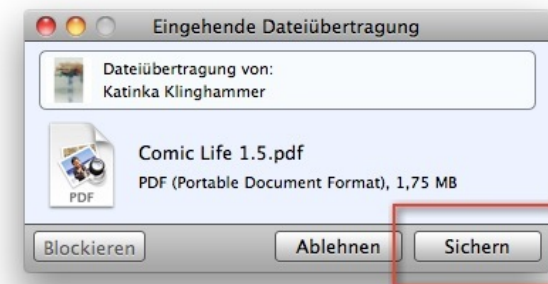 Eingehende Dateiübertragung
Dateiübertragung von:
Katinka Klinghammer
Comic Life 1.5.pdf
PDF (Portable Document Format), 1,75 MB
PDF
Blockieren Ablehnen Sichern